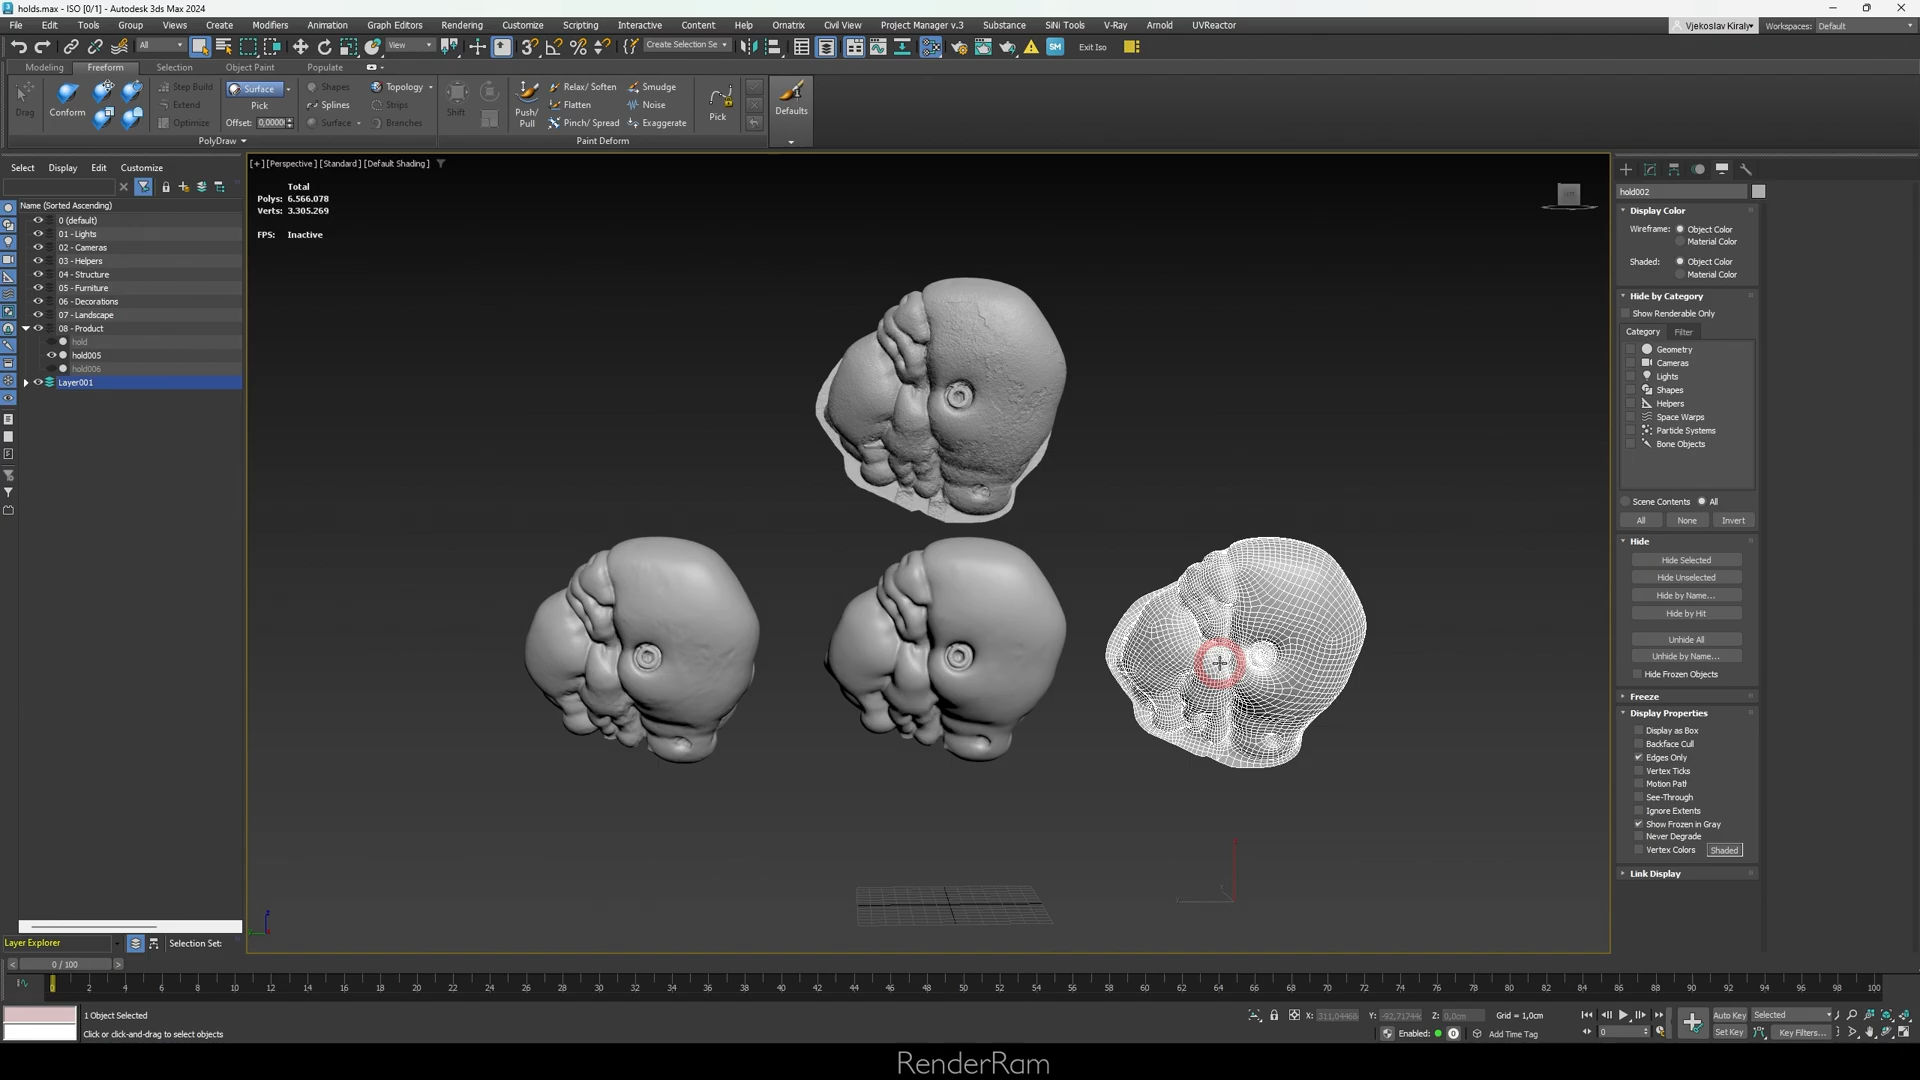 holds.max - ISO [0/1] - Autodesk 3ds Max 2024
File Edit Tools Group Views Create Modifiers Animation Graph Editors Rendering Customize Scripting Interactive Content Help Ornatrix Civil View Project Manager v.3 Substance SiNi Tools V-Ray Arnold UVReactor
Vjekoslav Kiraly Workspaces: Default
All View Create Selection Se SM Exit Iso
Modeling Freeform Selection Object Paint Populate
Drag Conform Step Build Extend Optimize Surface Pick Offset: 0,0000
Shapes Splines Surface Topology Strips Branches
Shift Push/Pull Relax/Soften Flatten Pinch/Spread Smudge Noise Exaggerate Pick Defaults
PolyDraw Paint Deform
Select Display Edit Customize
[+] [Perspective] [Standard] [Default Shading]
Total
Polys: 6.566.078
Verts: 3.305.269
FPS: Inactive
Name (Sorted Ascending)
0 (default)
01 - Lights
02 - Cameras
03 - Helpers
04 - Structure
05 - Furniture
06 - Decorations
07 - Landscape
08 - Product
hold
hold005
hold006
Layer001
hold002
Display Color
Wireframe: Object Color
Material Color
Shaded: Object Color
Material Color
Hide by Category
Show Renderable Only
Category Filter
Geometry
Cameras
Lights
Shapes
Helpers
Space Warps
Particle Systems
Bone Objects
Scene Contents All
All None Invert
Hide
Hide Selected
Hide Unselected
Hide by Name...
Hide by Hit
Unhide All
Unhide by Name...
Hide Frozen Objects
Freeze
Display Properties
Display as Box
Backface Cull
Edges Only
Vertex Ticks
Motion Path
See-Through
Ignore Extents
Show Frozen in Gray
Never Degrade
Vertex Colors Shaded
Link Display
Layer Explorer Selection Set:
0 / 100
0 2 4 6 8 10 12 14 16 18 20 22 24 26 28 30 32 34 36 38 40 42 44 46 48 50 52 54 56 58 60 62 64 66 68 70 72 74 76 78 80 82 84 86 88 90 92 94 96 98 100
1 Object Selected
Click or click-and-drag to select objects
X: Y: Z: 0,0cm Grid = 1,0cm
Enabled: Add Time Tag
0 Auto Key Selected
Set Key Key Filters...
RenderRam